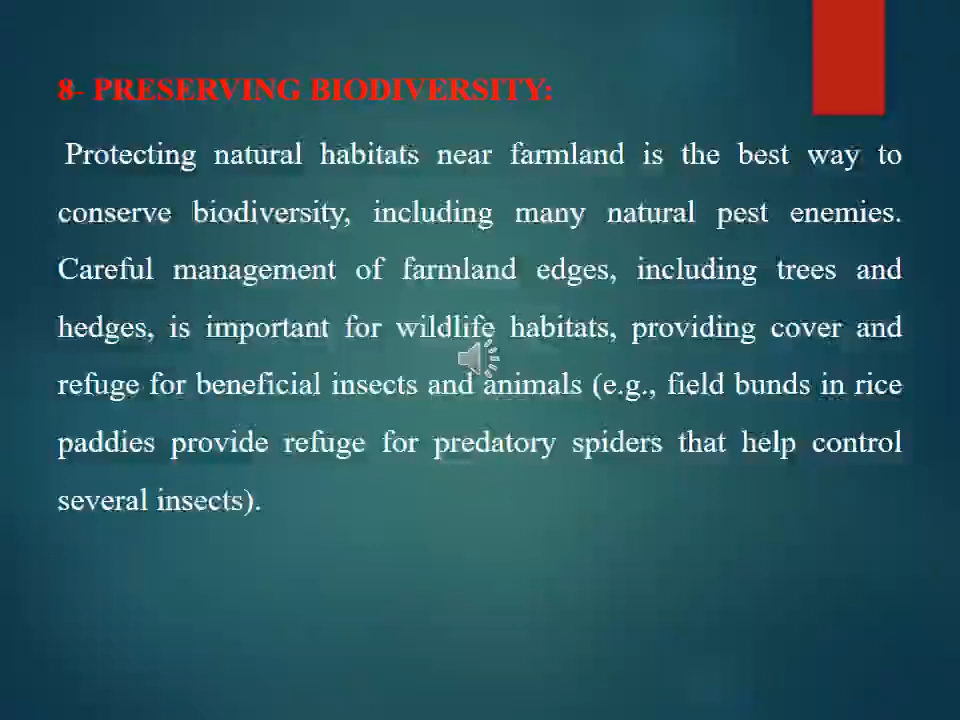 8- PRESERVING BIODIVERSITY:
Protecting natural habitats near farmland is the best way to
conserve biodiversity, including many natural pest enemies.
Careful management of farmland edges, including trees and
hedges, is important for wildlife habitats, providing cover and
refuge for beneficial insects and animals (e.g., field bunds in rice
paddies provide refuge for predatory spiders that help control
several insects).